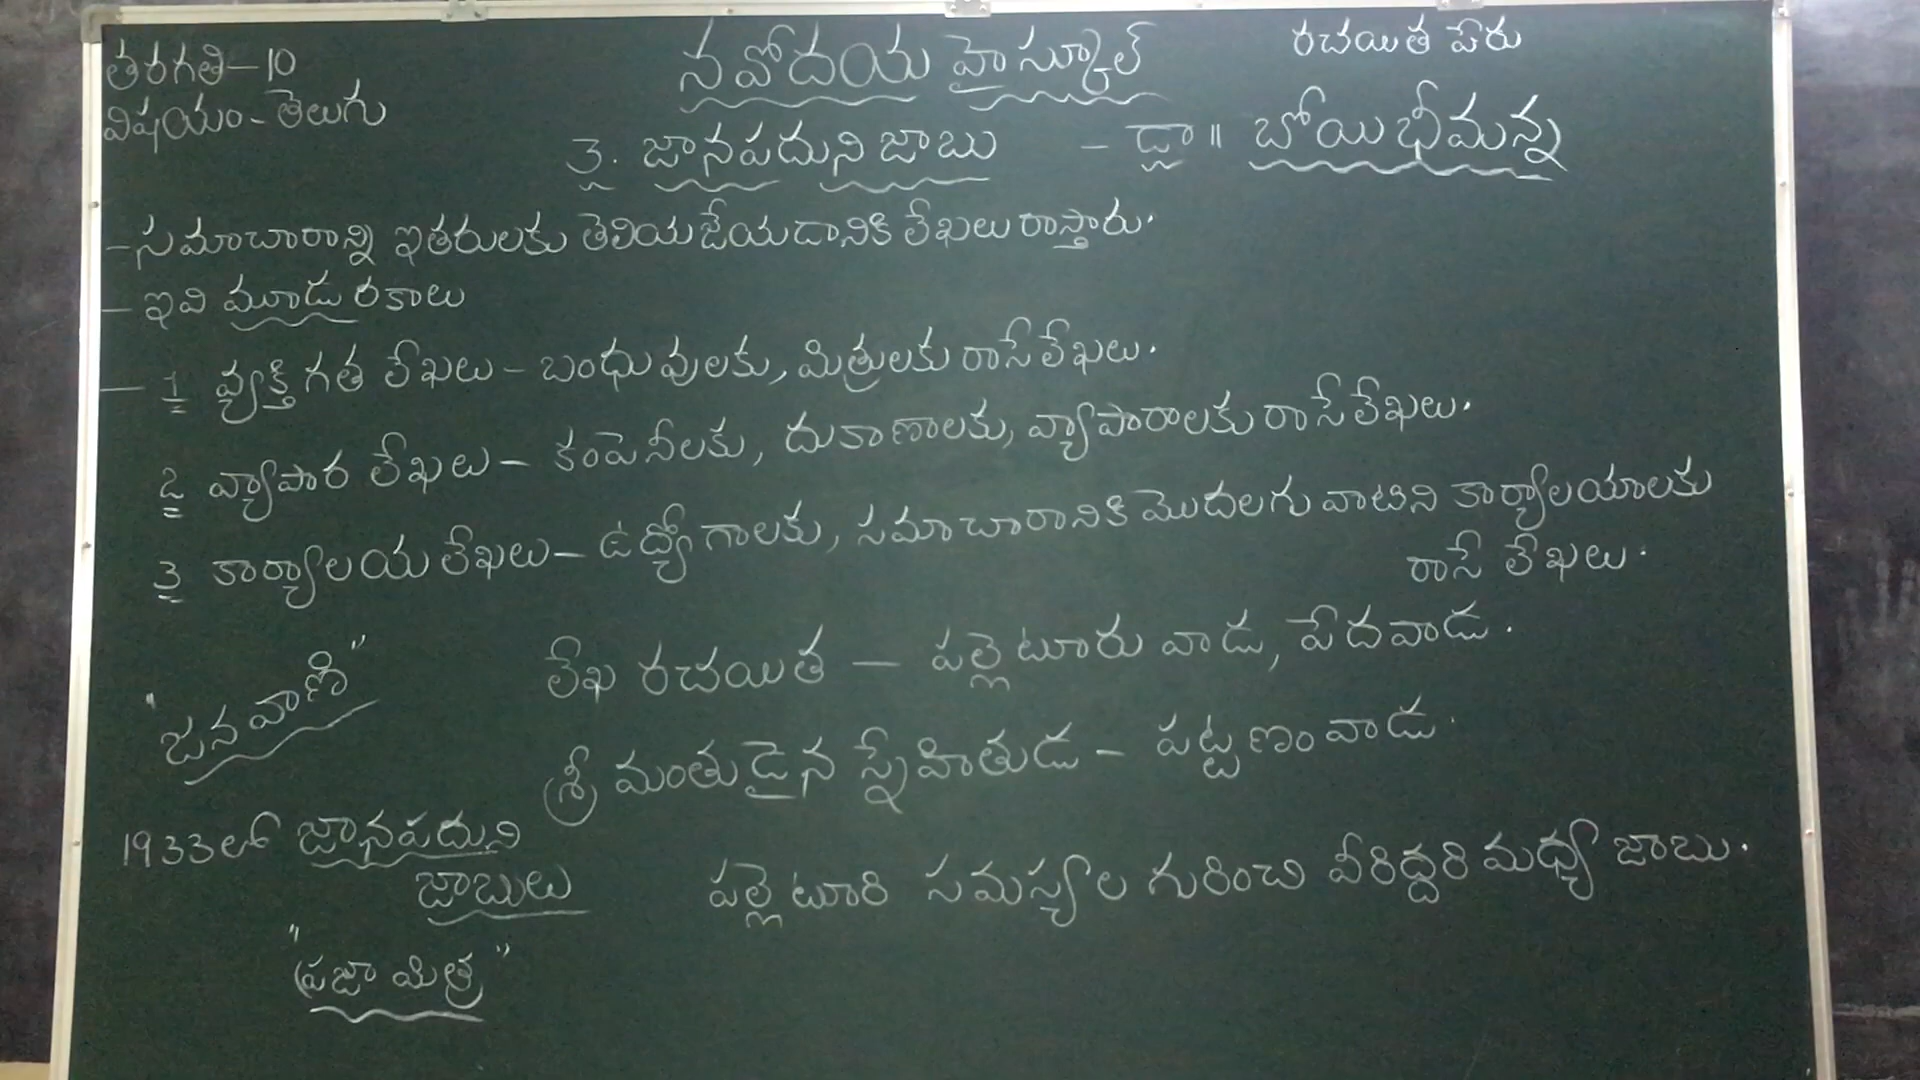 తరగతి-10
నవోదయ హైస్కూల్
రచయిత పేరు
విషయం-తెలుగు
3. జానపదుని జాబు - డా॥ బోయి భీమన్న
-సమాచారాన్ని ఇతరులకు తెలియజేయడానికి లేఖలు రాస్తారు.
- ఇవి మూడు రకాలు
- 1 వ్యక్తిగత లేఖలు - బంధువులకు, మిత్రులకు రాసే లేఖలు.
2 వ్యాపార లేఖలు - కంపెనీలకు, దుకాణాలకు, వ్యాపారాలకు రాసే లేఖలు.
3 కార్యాలయ లేఖలు - ఉద్యోగాలకు, సమాచారానికి మొదలగు వాటిని కార్యాలయాలకు
రాసే లేఖలు.
"జనవాణి"
లేఖ రచయిత - పల్లెటూరు వాడు, పేదవాడు.
శ్రీమంతుడైన స్నేహితుడు - పట్టణం వాడు.
1933లో జానపదుని
జాబులు
పల్లెటూరి సమస్యల గురించి వీరిద్దరి మధ్య జాబు.
"ప్రజా మిత్ర"